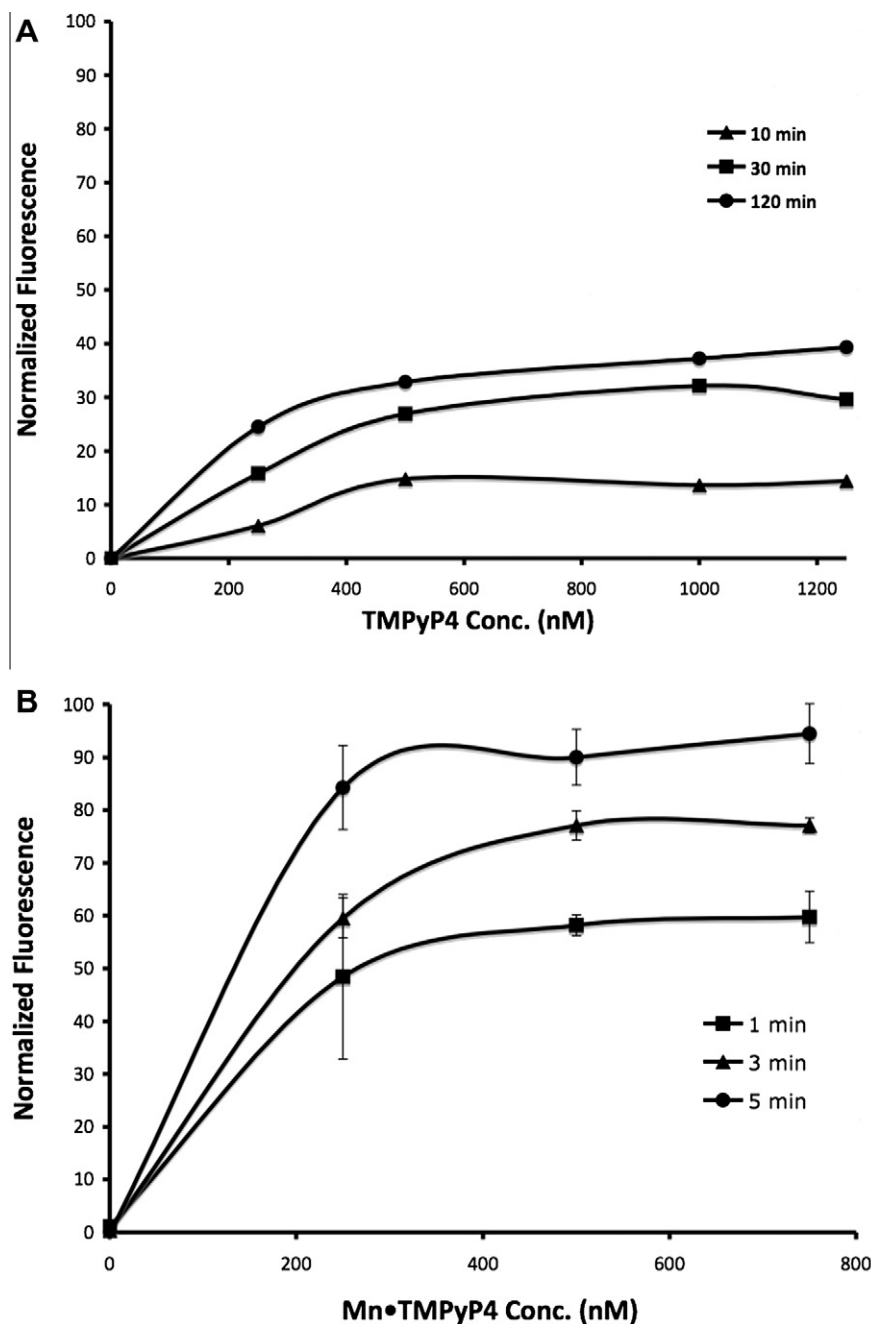 A
100
90
80
70
60
50
40
30
20
10
0
Normalized Fluorescence
10 min
30 min
120 min
0 200 400 600 800 1000 1200
TMPyP4 Conc. (nM)
B
100
90
80
70
60
50
40
30
20
10
0
Normalized Fluorescence
1 min
3 min
5 min
0 200 400 600 800
Mn•TMPyP4 Conc. (nM)